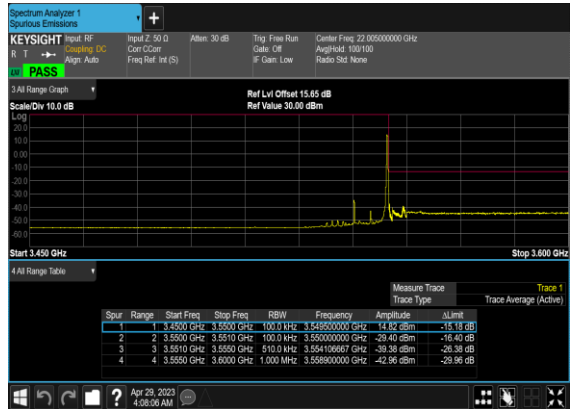 Spectrum Analyzer 1
Spurious Emissions
KEYSIGHT Input: RF Input Z: 50 Ω Atten: 30 dB Trig: Free Run Center Freq: 22.005000000 GHz
R T Coupling: DC Corr CCorr Gate: Off Avg|Hold: 100/100
Align: Auto Freq Ref: Int (S) IF Gain: Low Radio Std: None
LNI PASS
3 All Range Graph Ref Lvl Offset 15.65 dB
Scale/Div 10.0 dB Ref Value 30.00 dBm
Log
20.0
10.0
0.00
-10.0
-20.0
-30.0
-40.0
-50.0
-60.0
Start 3.450 GHz Stop 3.600 GHz
4 All Range Table
Measure Trace Trace 1
Trace Type Trace Average (Active)
Spur Range Start Freq Stop Freq RBW Frequency Amplitude ΔLimit
1 1 3.4500 GHz 3.5500 GHz 100.0 kHz 3.549500000 GHz 14.82 dBm -15.18 dB
2 2 3.5500 GHz 3.5510 GHz 100.0 kHz 3.550000000 GHz -29.40 dBm -16.40 dB
3 3 3.5510 GHz 3.5550 GHz 510.0 kHz 3.554106667 GHz -39.38 dBm -26.38 dB
4 4 3.5550 GHz 3.6000 GHz 1.000 MHz 3.558900000 GHz -42.96 dBm -29.96 dB
Apr 29, 2023
4:08:06 AM